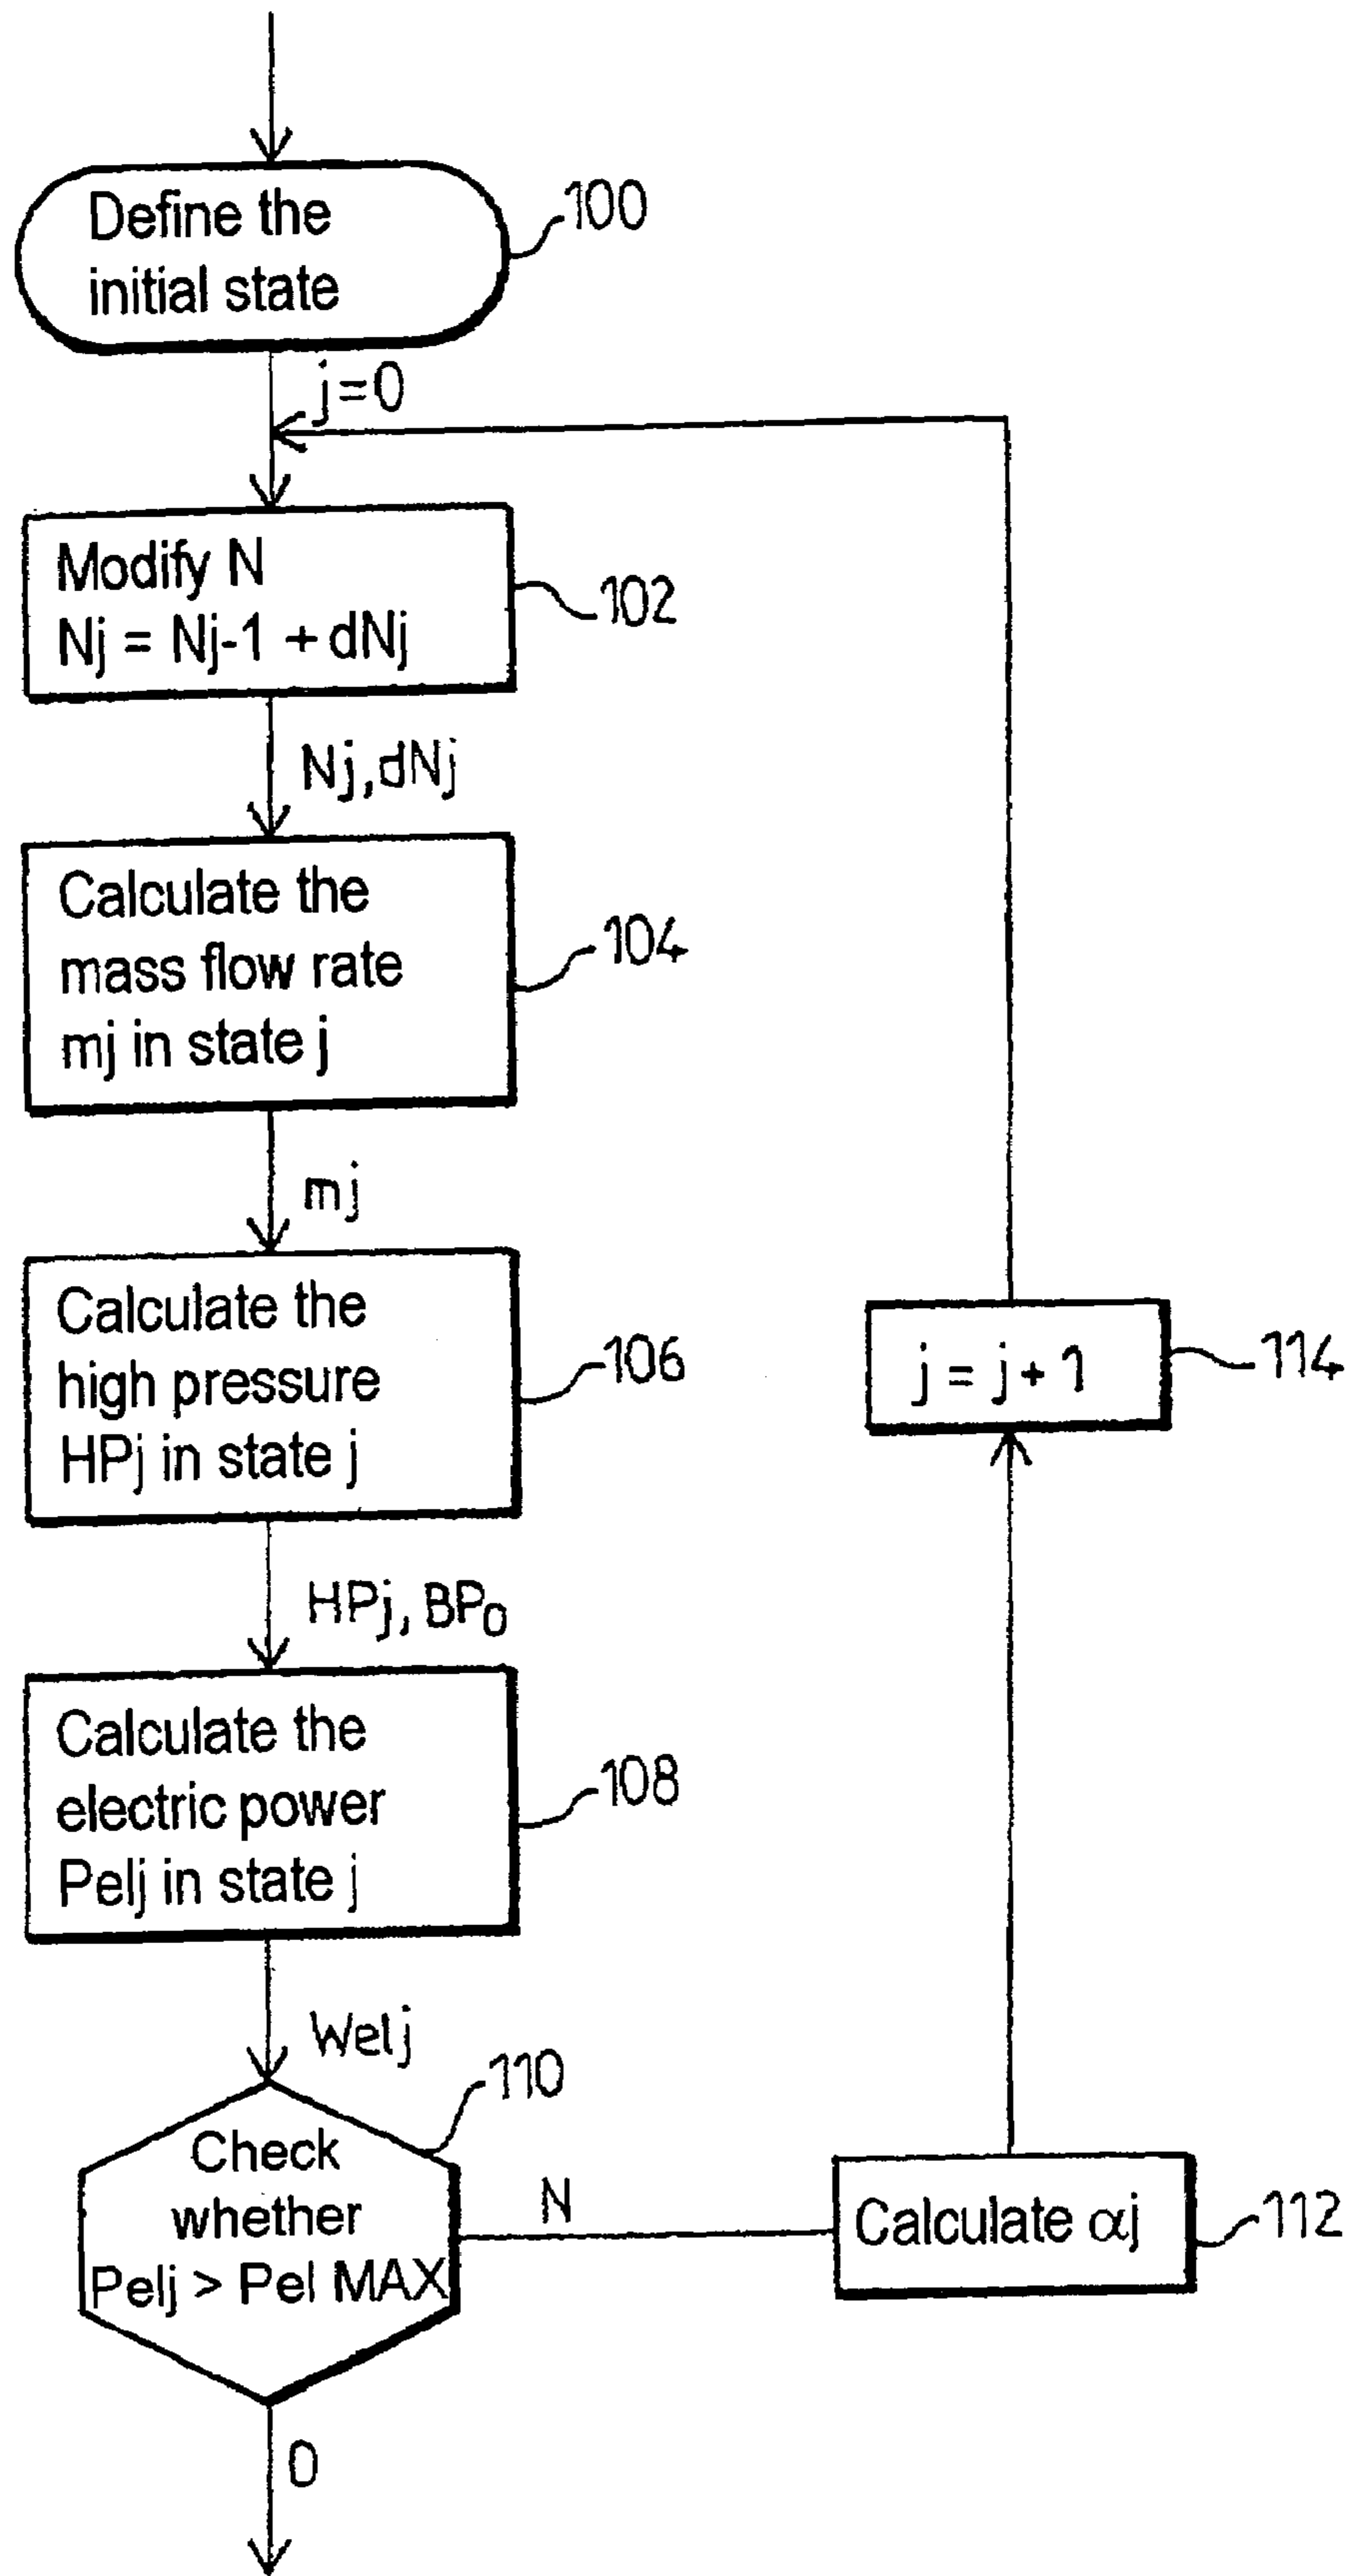 Define the
initial state
100
j=0
Modify N
Nj = Nj-1 + dNj
102
Nj, dNj
Calculate the
mass flow rate
mj in state j
104
mj
Calculate the
high pressure
HPj in state j
106
j = j + 1
114
HPj, BP₀
Calculate the
electric power
Pelj in state j
108
Welj
110
Check
whether
Pelj > Pel MAX
N
Calculate αj
112
O